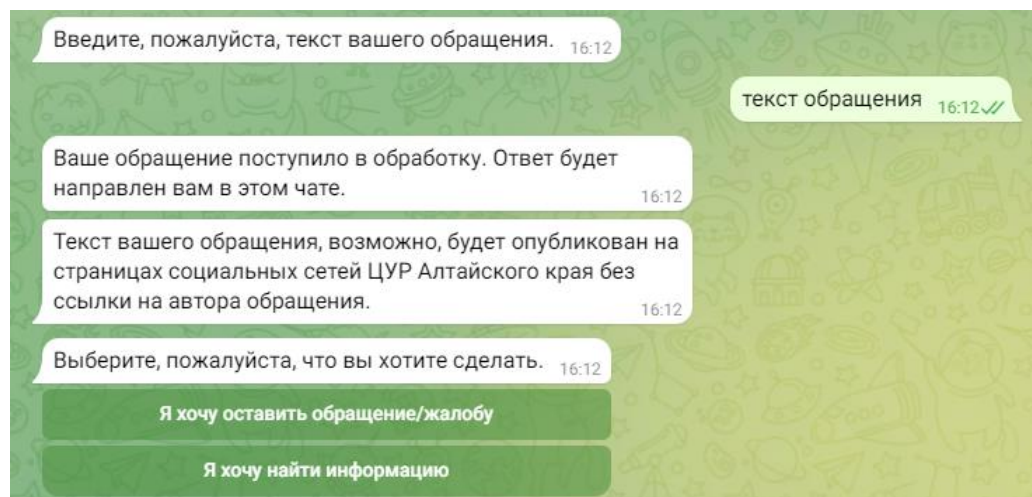 Введите, пожалуйста, текст вашего обращения. 16:12
текст обращения 16:12
Ваше обращение поступило в обработку. Ответ будет
направлен вам в этом чате. 16:12
Текст вашего обращения, возможно, будет опубликован на
страницах социальных сетей ЦУР Алтайского края без
ссылки на автора обращения. 16:12
Выберите, пожалуйста, что вы хотите сделать. 16:12
Я хочу оставить обращение/жалобу
Я хочу найти информацию